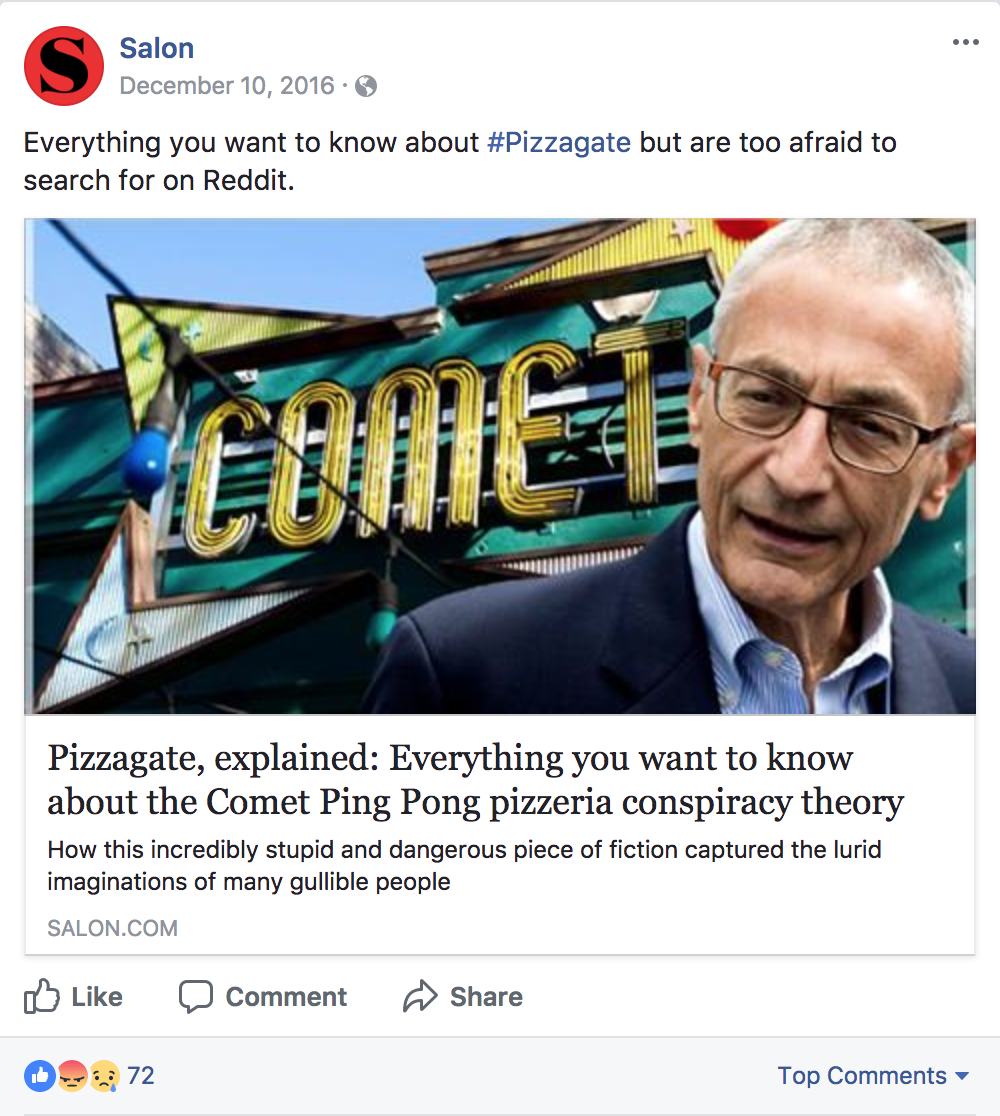 S
Salon
December 10, 2016 ·
Everything you want to know about #Pizzagate but are too afraid to
search for on Reddit.
COMET
Pizzagate, explained: Everything you want to know
about the Comet Ping Pong pizzeria conspiracy theory
How this incredibly stupid and dangerous piece of fiction captured the lurid
imaginations of many gullible people
SALON.COM
Like Comment Share
72 Top Comments